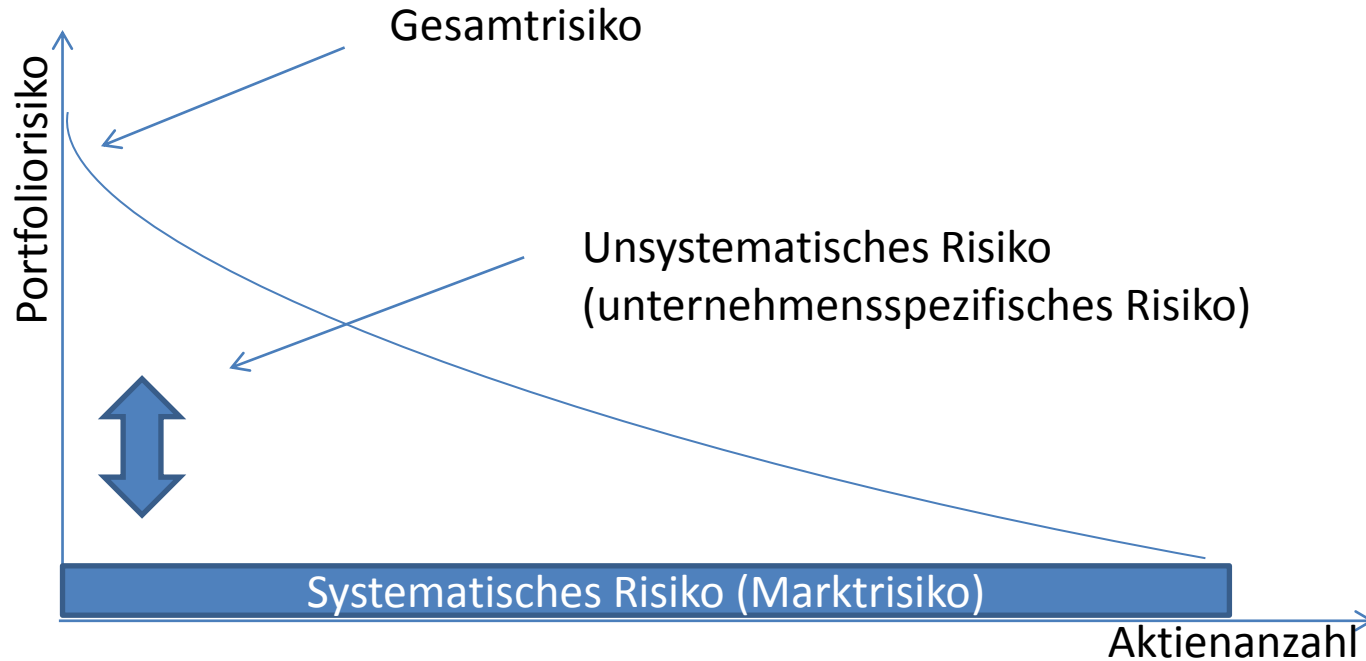 Gesamtrisiko
Portfoliorisiko
Unsystematisches Risiko
(unternehmensspezifisches Risiko)
Systematisches Risiko (Marktrisiko)
Aktienanzahl